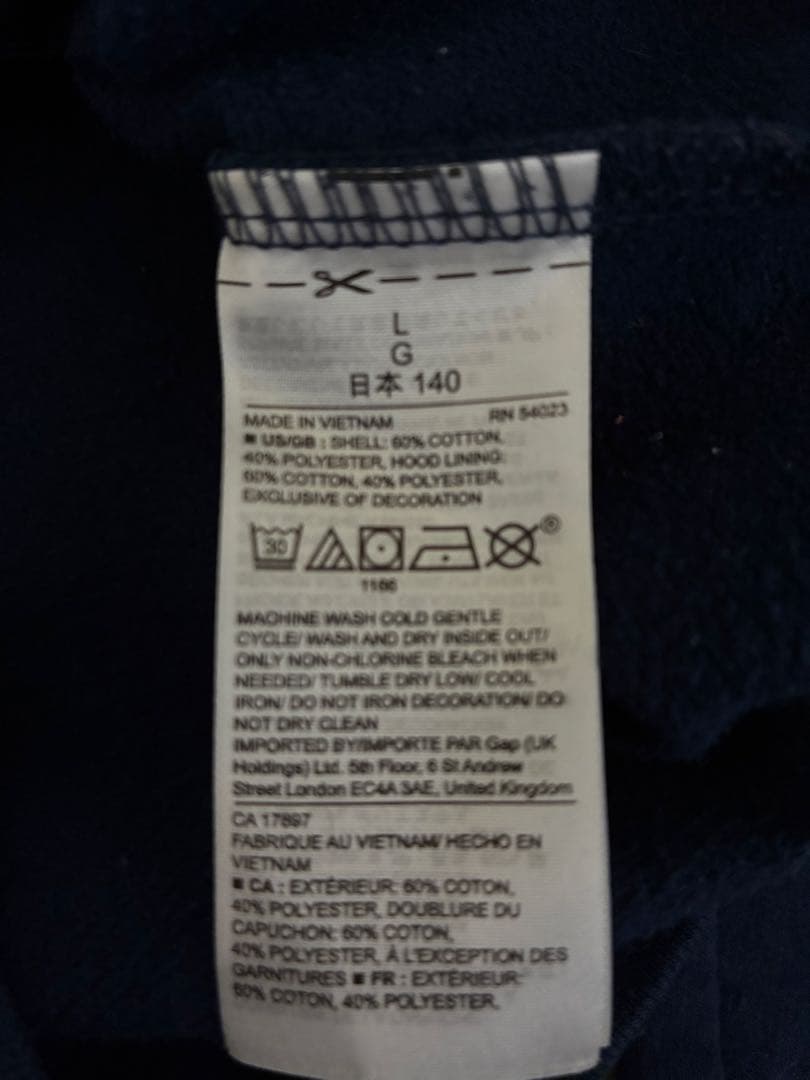 L
G
日本 140
MADE IN VIETNAM RN 54023
■ US/GB : SHELL: 60% COTTON,
40% POLYESTER, HOOD LINING:
60% COTTON, 40% POLYESTER,
EXCLUSIVE OF DECORATION
30
®
1166
MACHINE WASH COLD GENTLE
CYCLE/ WASH AND DRY INSIDE OUT/
ONLY NON-CHLORINE BLEACH WHEN
NEEDED/ TUMBLE DRY LOW/ COOL
IRON/ DO NOT IRON DECORATION/ DO
NOT DRY CLEAN
IMPORTED BY/IMPORTE PAR Gap (UK
Holdings) Ltd. 5th Floor, 6 St Andrew
Street London EC4A 3AE, United Kingdom
CA 17897
FABRIQUE AU VIETNAM/ HECHO EN
VIETNAM
■ CA : EXTÉRIEUR: 60% COTON,
40% POLYESTER, DOUBLURE DU
CAPUCHON: 60% COTON,
40% POLYESTER, À L'EXCEPTION DES
GARNITURES ■ FR : EXTÉRIEUR:
60% COTON, 40% POLYESTER,